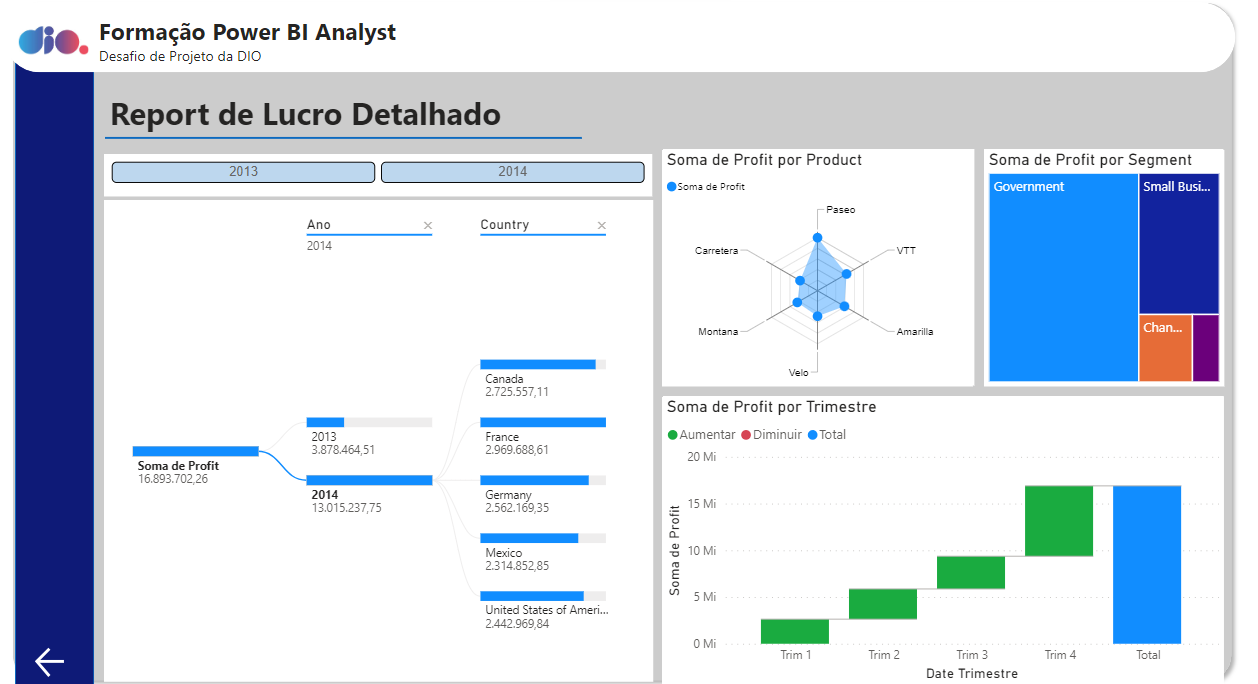 dio.
Formação Power BI Analyst
Desafio de Projeto da DIO
Report de Lucro Detalhado
2013
2014
Ano
2014
Country
Soma de Profit
16.893.702,26
2013
3.878.464,51
2014
13.015.237,75
Canada
2.725.557,11
France
2.969.688,61
Germany
2.562.169,35
Mexico
2.314.852,85
United States of Ameri...
2.442.969,84
Soma de Profit por Product
Soma de Profit
Paseo
VTT
Amarilla
Velo
Montana
Carretera
Soma de Profit por Segment
Government
Small Busi...
Chan...
Soma de Profit por Trimestre
Aumentar Diminuir Total
Soma de Profit
20 Mi
15 Mi
10 Mi
5 Mi
0 Mi
Trim 1 Trim 2 Trim 3 Trim 4 Total
Date Trimestre